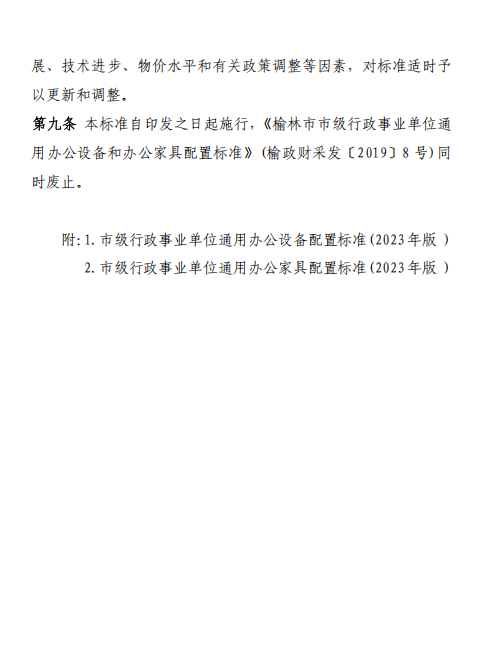 展、技术进步、物价水平和有关政策调整等因素，对标准适时予
以更新和调整。
第九条 本标准自印发之日起施行，《榆林市市级行政事业单位通
用办公设备和办公家具配置标准》(榆政财采发〔2019〕8 号)同
时废止。
附:1.市级行政事业单位通用办公设备配置标准(2023年版 )
2.市级行政事业单位通用办公家具配置标准(2023年版 )